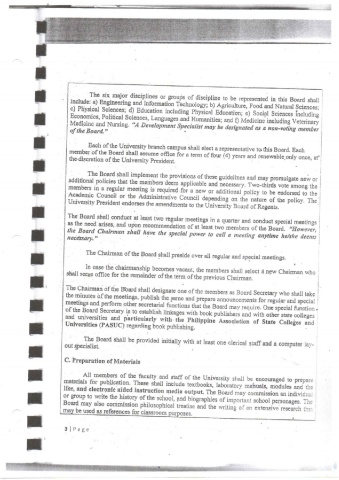 The six major disciplines or groups of discipline to be represented in this Board shall
include: a) Engineering and Information Technology; b) Agriculture, Food and Natural Sciences;
c) Physical Sciences; d) Education including Physical Education; e) Social Sciences including
Economics, Political Sciences, Languages and Humanities; and f) Medicine including Veterinary
Medicine and Nursing. "A Development Specialist may be designated as a non-voting member
of the Board."
Each of the University branch campus shall elect a representative to this Board. Each
member of the Board shall assume office for a term of four (4) years and renewable only once, at
the discretion of the University President.
The Board shall implement the provisions of these guidelines and may promulgate new or
additional policies that the members deem applicable and necessary. Two-thirds vote among the
members in a regular meeting is required for a new or additional policy to be endorsed to the
Academic Council or the Administrative Council depending on the nature of the policy. The
University President endorses the amendments to the University Board of Regents.
The Board shall conduct at least two regular meetings in a quarter and conduct special meetings
as the need arises, and upon recommendation of at least two members of the Board. "However,
the Board Chairman shall have the special power to call a meeting anytime he/she deems
necessary."
The Chairman of the Board shall preside over all regular and special meetings.
In case the chairmanship becomes vacant, the members shall select a new Chairman who
shall serve office for the remainder of the term of the previous Chairman.
The Chairman of the Board shall designate one of the members as Board Secretary who shall take
the minutes of the meetings, publish the same and prepare announcements for regular and special
meetings and perform other secretarial functions that the Board may require. One special function
of the Board Secretary is to establish linkages with book publishers and with other state colleges
and universities and particularly with the Philippine Association of State Colleges and
Universities (PASUC) regarding book publishing.
The Board shall be provided initially with at least one clerical staff and a computer lay-
out specialist.
C. Preparation of Materials
All members of the faculty and staff of the University shall be encouraged to prepare
materials for publication. These shall include textbooks, laboratory manuals, modules and the
like, and electronic aided instruction media output. The Board may commission an individual
or group to write the history of the school, and biographies of important school personages. The
Board may also commission philosophical treatise and the writing of an extensive research that
may be used as references for classroom purposes.
3 | Page